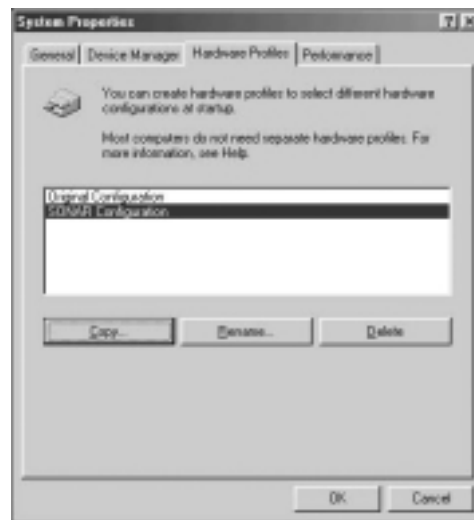 System Properties
General Device Manager Hardware Profiles Performance
You can create hardware profiles to select different hardware
configurations at startup.
Most computers do not need separate hardware profiles. For
more information, see Help.
Original Configuration
SONAR Configuration
Copy... Rename... Delete
OK Cancel